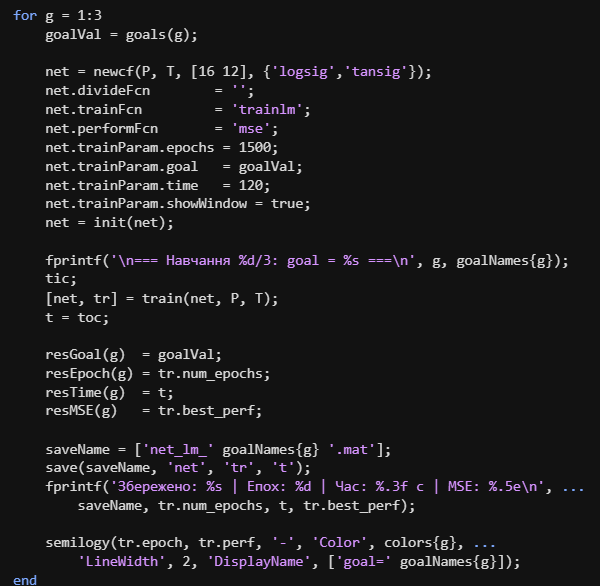 for g = 1:3
    goalVal = goals(g);

    net = newcf(P, T, [16 12], {'logsig','tansig'});
    net.divideFcn        = '';
    net.trainFcn         = 'trainlm';
    net.performFcn       = 'mse';
    net.trainParam.epochs = 1500;
    net.trainParam.goal   = goalVal;
    net.trainParam.time   = 120;
    net.trainParam.showWindow = true;
    net = init(net);

    fprintf('\n=== Навчання %d/3: goal = %s ===\n', g, goalNames{g});
    tic;
    [net, tr] = train(net, P, T);
    t = toc;

    resGoal(g)  = goalVal;
    resEpoch(g) = tr.num_epochs;
    resTime(g)  = t;
    resMSE(g)   = tr.best_perf;

    saveName = ['net_lm_' goalNames{g} '.mat'];
    save(saveName, 'net', 'tr', 't');
    fprintf('Збережено: %s | Епох: %d | Час: %.3f с | MSE: %.5e\n', ...
        saveName, tr.num_epochs, t, tr.best_perf);

    semilogy(tr.epoch, tr.perf, '-', 'Color', colors{g}, ...
        'LineWidth', 2, 'DisplayName', ['goal=' goalNames{g}]);
end